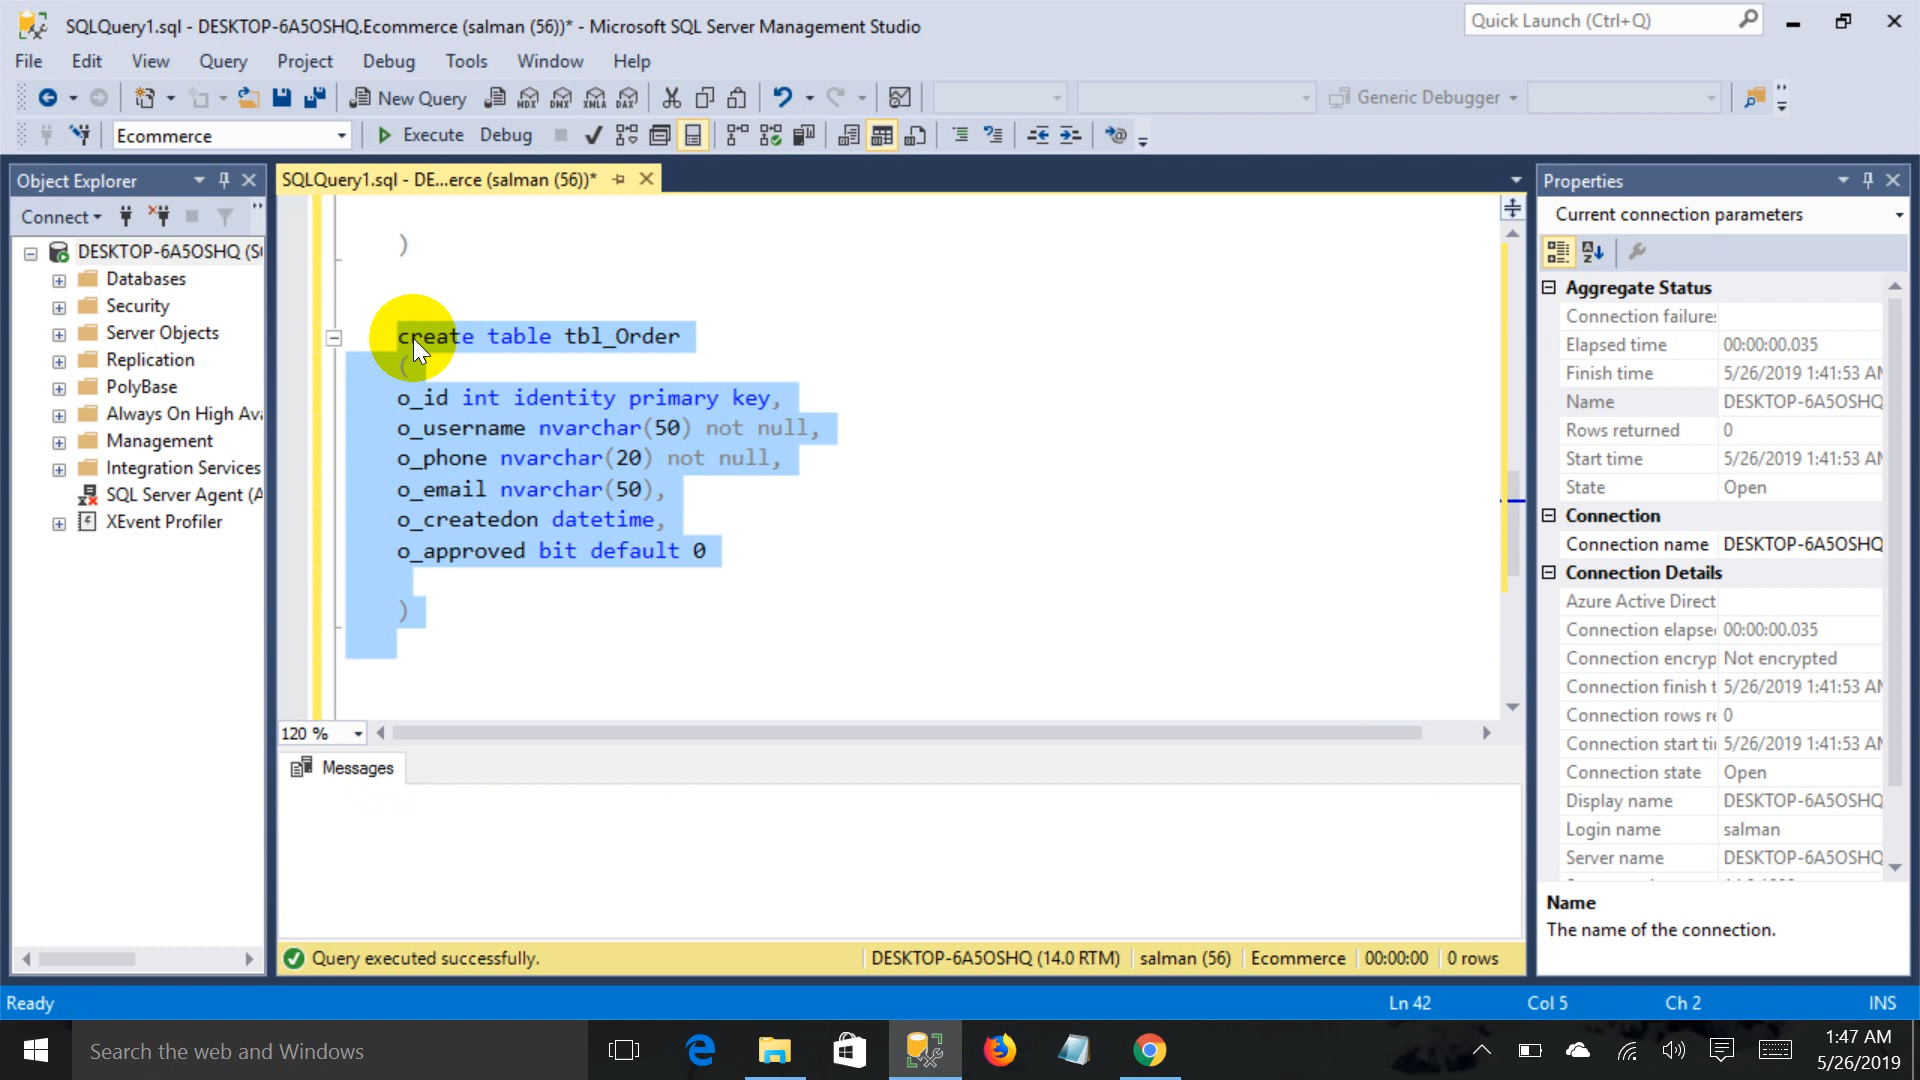 SQLQuery1.sql - DESKTOP-6A5OSHQ.Ecommerce (salman (56))* - Microsoft SQL Server Management Studio
Quick Launch (Ctrl+Q)
File Edit View Query Project Debug Tools Window Help
New Query MDX DMX XMLA DAX Generic Debugger
Ecommerce Execute Debug
Object Explorer
Connect
DESKTOP-6A5OSHQ (S
Databases
Security
Server Objects
Replication
PolyBase
Always On High Ava
Management
Integration Services
SQL Server Agent (A
XEvent Profiler
SQLQuery1.sql - DE...erce (salman (56))*
)
create table tbl_Order
(
o_id int identity primary key,
o_username nvarchar(50) not null,
o_phone nvarchar(20) not null,
o_email nvarchar(50),
o_createdon datetime,
o_approved bit default 0
)
120 %
Messages
Query executed successfully.
DESKTOP-6A5OSHQ (14.0 RTM) salman (56) Ecommerce 00:00:00 0 rows
Properties
Current connection parameters
Aggregate Status
Connection failures
Elapsed time 00:00:00.035
Finish time 5/26/2019 1:41:53 AM
Name DESKTOP-6A5OSHQ
Rows returned 0
Start time 5/26/2019 1:41:53 AM
State Open
Connection
Connection name DESKTOP-6A5OSHQ
Connection Details
Azure Active Direct
Connection elapse 00:00:00.035
Connection encryp Not encrypted
Connection finish t 5/26/2019 1:41:53 AM
Connection rows re 0
Connection start ti 5/26/2019 1:41:53 AM
Connection state Open
Display name DESKTOP-6A5OSHQ
Login name salman
Server name DESKTOP-6A5OSHQ
Name
The name of the connection.
Ready Ln 42 Col 5 Ch 2 INS
Search the web and Windows
1:47 AM
5/26/2019